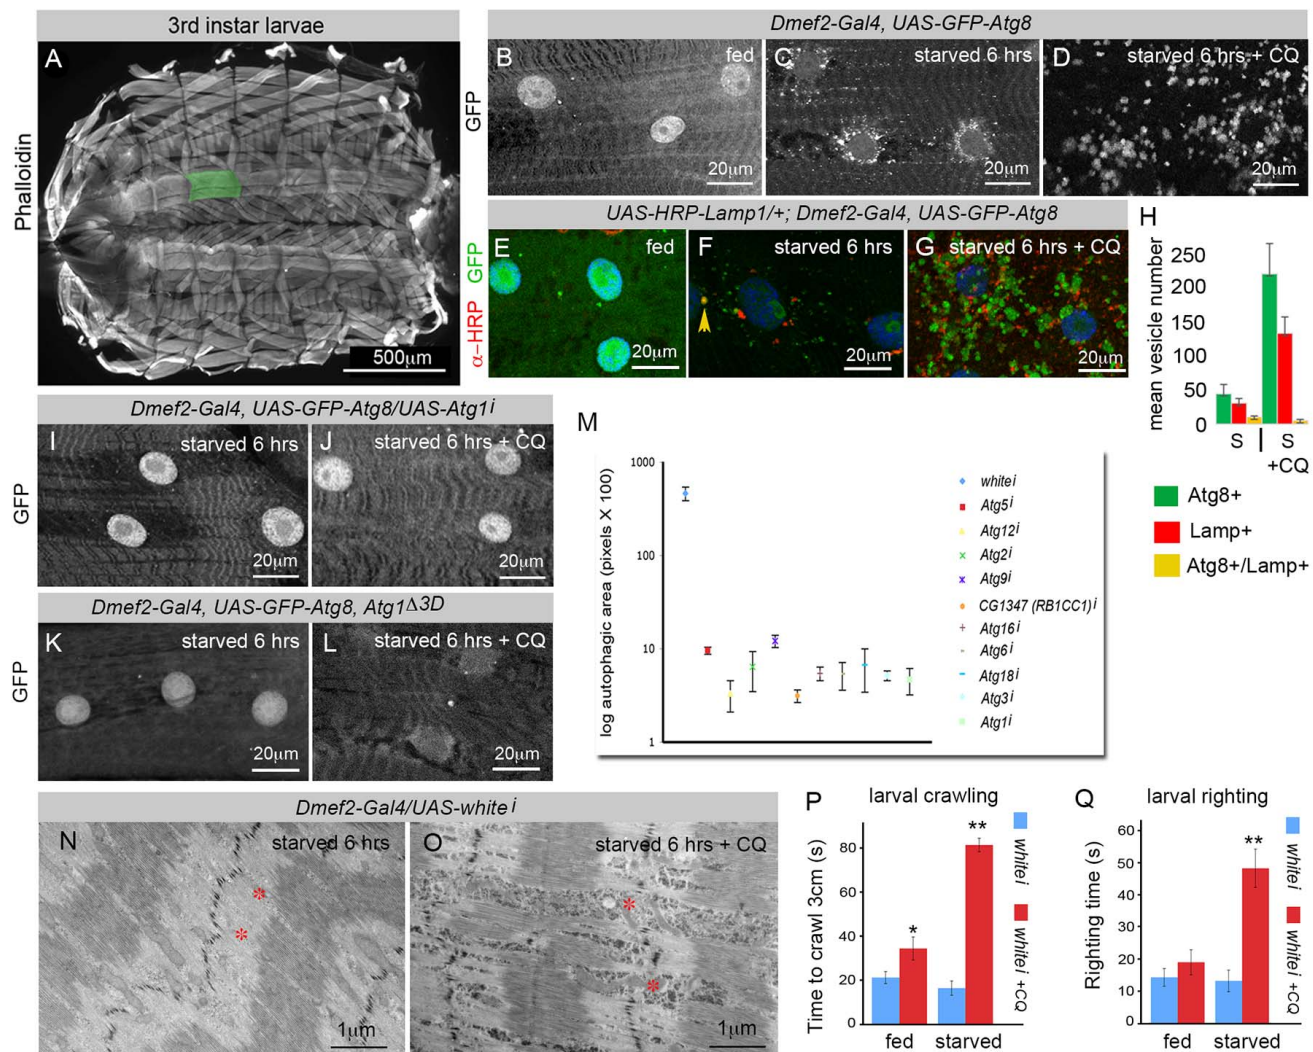 3rd instar larvae
A
Phalloidin
500μm
Dmef2-Gal4, UAS-GFP-Atg8
GFP
B
fed
20μm
C
starved 6 hrs
20μm
D
starved 6 hrs + CQ
20μm
UAS-HRP-Lamp1/+; Dmef2-Gal4, UAS-GFP-Atg8
α-HRP GFP
E
fed
20μm
F
starved 6 hrs
20μm
G
starved 6 hrs + CQ
20μm
H
mean vesicle number
250
200
150
100
50
0
S
S
+CQ
Atg8+
Lamp+
Atg8+/Lamp+
Dmef2-Gal4, UAS-GFP-Atg8/UAS-Atg1i
GFP
I
starved 6 hrs
20μm
J
starved 6 hrs + CQ
20μm
Dmef2-Gal4, UAS-GFP-Atg8, Atg1Δ3D
GFP
K
starved 6 hrs
20μm
L
starved 6 hrs + CQ
20μm
M
log autophagic area (pixels X 100)
1000
100
10
1
whitei
Atg5i
Atg12i
Atg2i
Atg9i
CG1347 (RB1CC1)i
Atg16i
Atg6i
Atg18i
Atg3i
Atg1i
Dmef2-Gal4/UAS-whitei
N
starved 6 hrs
*
*
1μm
O
starved 6 hrs + CQ
*
*
1μm
P
larval crawling
Time to crawl 3cm (s)
80
60
40
20
0
*
**
fed
starved
whitei
whitei +CQ
Q
larval righting
Righting time (s)
60
50
40
30
20
10
0
**
fed
starved
whitei
whitei +CQ